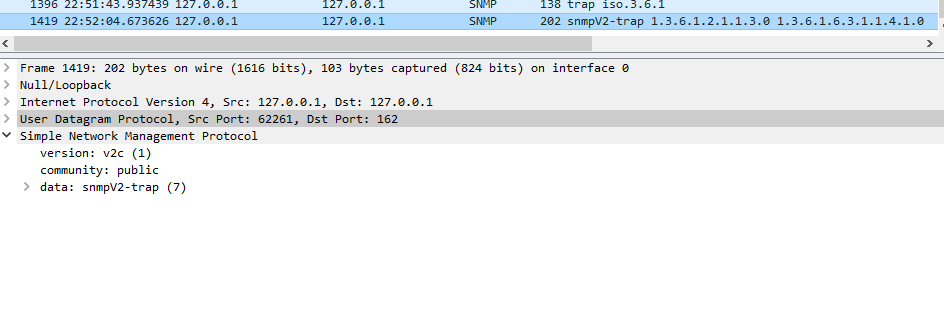 1396 22:51:43.937439 127.0.0.1 127.0.0.1 SNMP 138 trap iso.3.6.1
1419 22:52:04.673626 127.0.0.1 127.0.0.1 SNMP 202 snmpV2-trap 1.3.6.1.2.1.1.3.0 1.3.6.1.6.3.1.1.4.1.0
Frame 1419: 202 bytes on wire (1616 bits), 103 bytes captured (824 bits) on interface 0
Null/Loopback
Internet Protocol Version 4, Src: 127.0.0.1, Dst: 127.0.0.1
User Datagram Protocol, Src Port: 62261, Dst Port: 162
Simple Network Management Protocol
version: v2c (1)
community: public
data: snmpV2-trap (7)